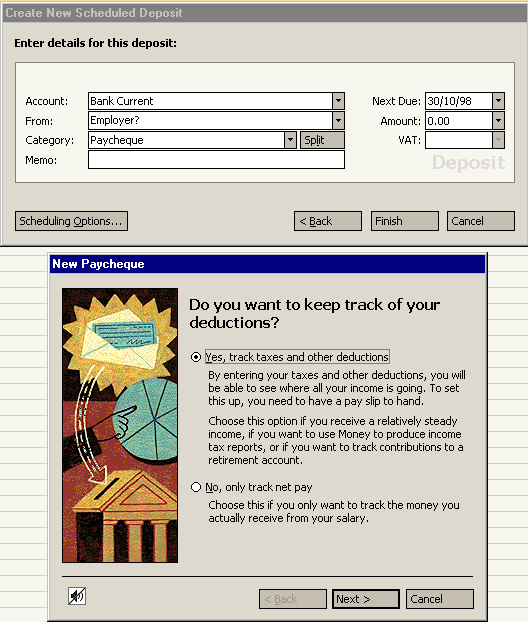 Create New Scheduled Deposit
Enter details for this deposit:
Account: Bank Current Next Due: 30/10/98
From: Employer? Amount: 0.00
Category: Paycheque Split VAT:
Memo: Deposit
Scheduling Options... < Back Finish Cancel
New Paycheque
Do you want to keep track of your
deductions?
Yes, track taxes and other deductions
By entering your taxes and other deductions, you will
be able to see where all your income is going. To set
this up, you need to have a pay slip to hand.
Choose this option if you receive a relatively steady
income, if you want to use Money to produce income
tax reports, or if you want to track contributions to a
retirement account.
No, only track net pay
Choose this if you only want to track the money you
actually receive from your salary.
< Back Next > Cancel